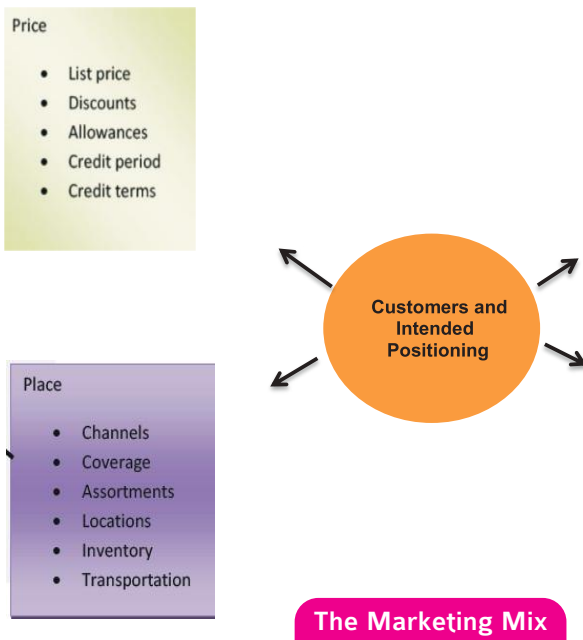 Price
• List price
• Discounts
• Allowances
• Credit period
• Credit terms
Customers and
Intended
Positioning
Place
• Channels
• Coverage
• Assortments
• Locations
• Inventory
• Transportation
The Marketing Mix